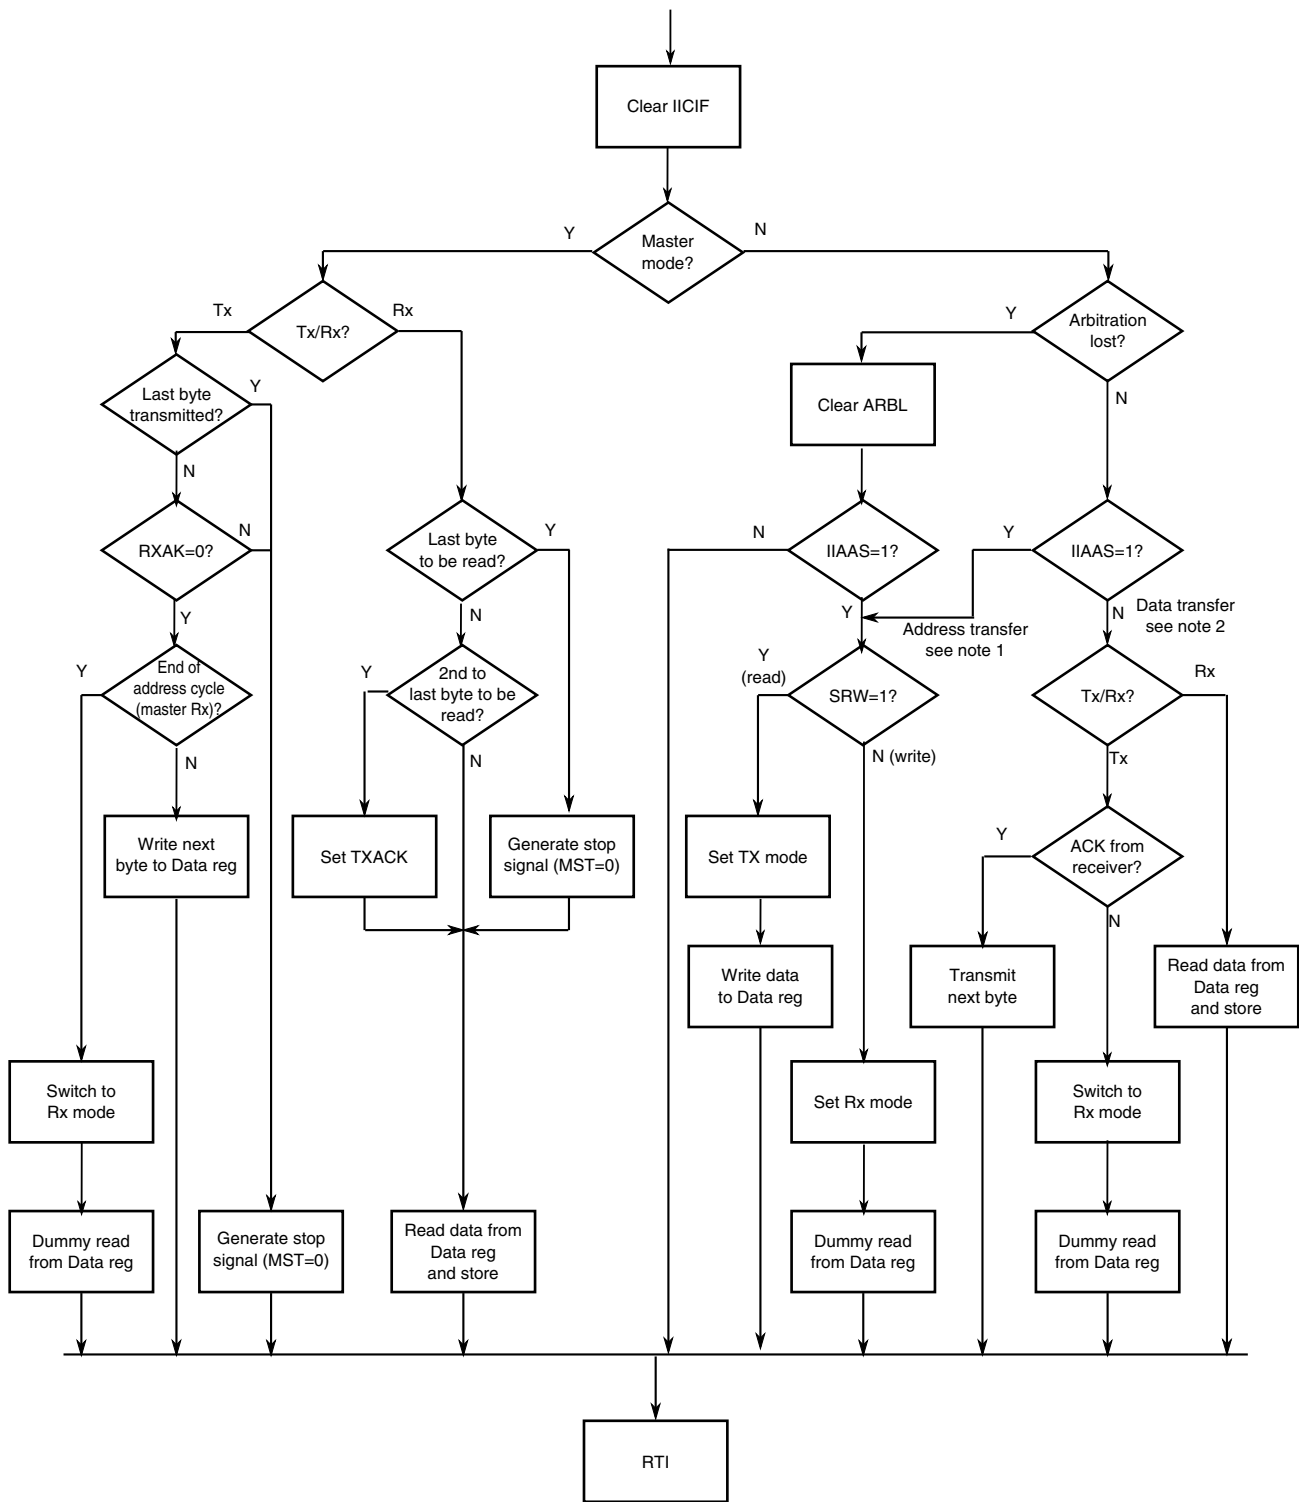 Clear IICIF
Y
Master
mode?
N
Tx
Tx/Rx?
Rx
Y
Arbitration
lost?
Last byte
transmitted?
Y
Clear ARBL
N
N
RXAK=0?
N
Last byte
to be read?
Y
N
IIAAS=1?
Y
IIAAS=1?
Y
N
Y
Address transfer
see note 1
N
Data transfer
see note 2
Y
End of
address cycle
(master Rx)?
Y
2nd to
last byte to be
read?
Y
(read)
SRW=1?
Tx/Rx?
Rx
N
N
N (write)
Tx
Write next
byte to Data reg
Set TXACK
Generate stop
signal (MST=0)
Set TX mode
Y
ACK from
receiver?
N
Write data
to Data reg
Transmit
next byte
Read data from
Data reg
and store
Switch to
Rx mode
Set Rx mode
Switch to
Rx mode
Dummy read
from Data reg
Generate stop
signal (MST=0)
Read data from
Data reg
and store
Dummy read
from Data reg
Dummy read
from Data reg
RTI